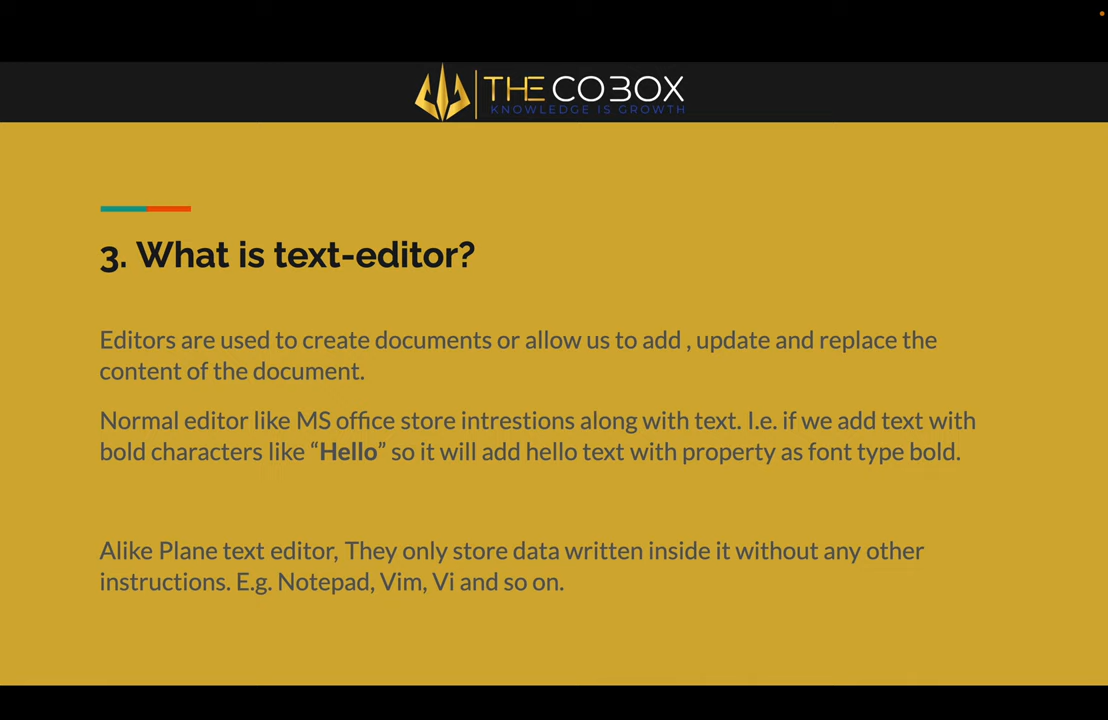 THE COBOX
KNOWLEDGE IS GROWTH
3. What is text-editor?
Editors are used to create documents or allow us to add , update and replace the
content of the document.
Normal editor like MS office store intrestions along with text. I.e. if we add text with
bold characters like “Hello” so it will add hello text with property as font type bold.
Alike Plane text editor, They only store data written inside it without any other
instructions. E.g. Notepad, Vim, Vi and so on.